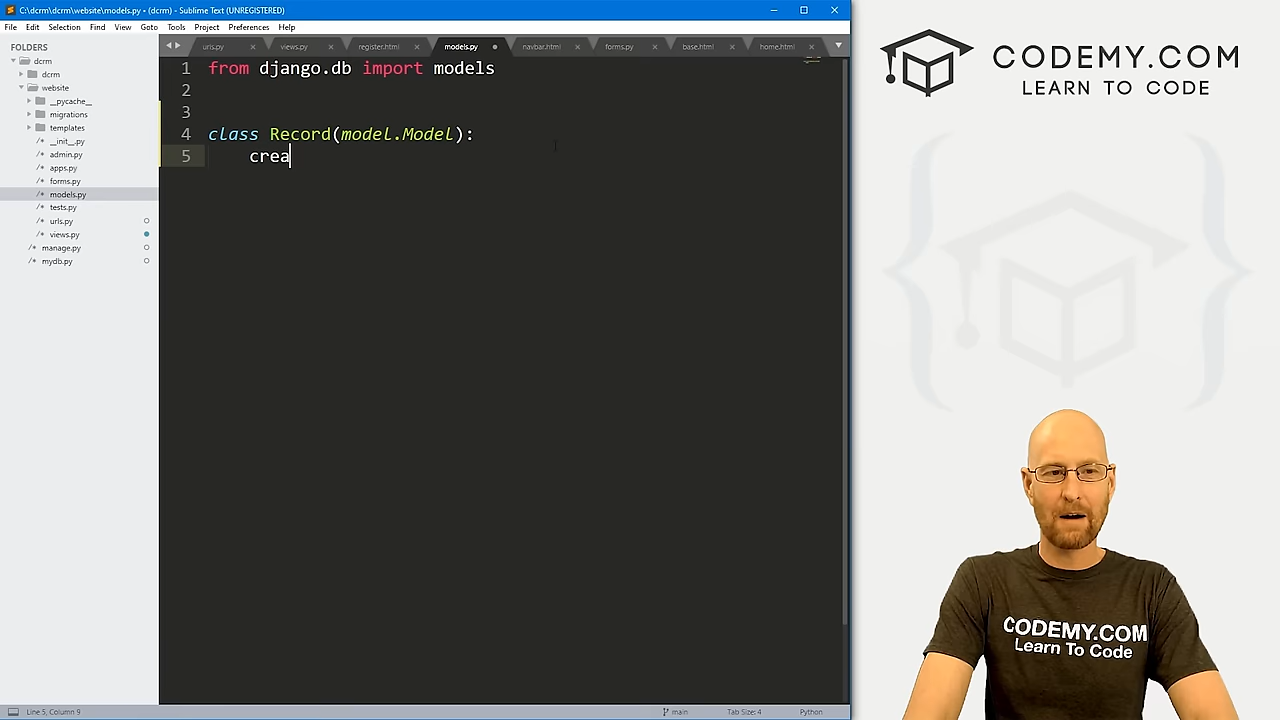 C:\dcrm\dcrm\website\models.py • (dcrm) - Sublime Text (UNREGISTERED)
File Edit Selection Find View Goto Tools Project Preferences Help
FOLDERS
dcrm
dcrm
website
__pycache__
migrations
templates
__init__.py
admin.py
apps.py
forms.py
models.py
tests.py
urls.py
views.py
manage.py
mydb.py
urls.py views.py register.html models.py navbar.html forms.py base.html home.html
1 from django.db import models
2
3
4 class Record(model.Model):
5 crea
CODEMY.COM
LEARN TO CODE
CODEMY.COM
Learn To Code
Line 5, Column 9 main Tab Size: 4 Python